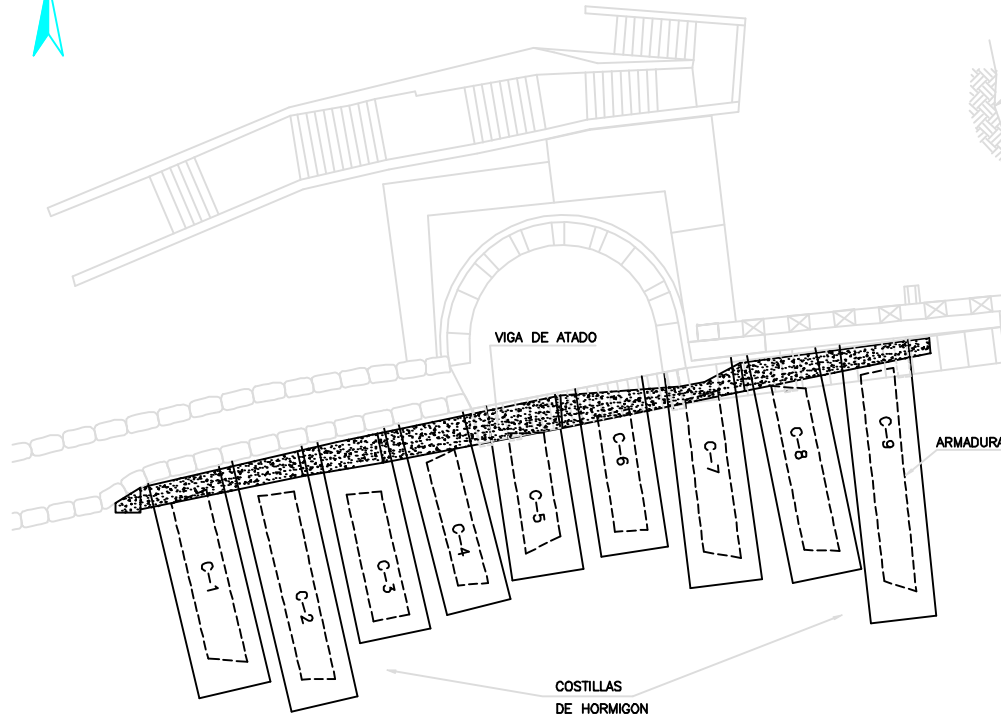 VIGA DE ATADO
C-1
C-2
C-3
C-4
C-5
C-6
C-7
C-8
C-9
ARMADURA
COSTILLAS
DE HORMIGON